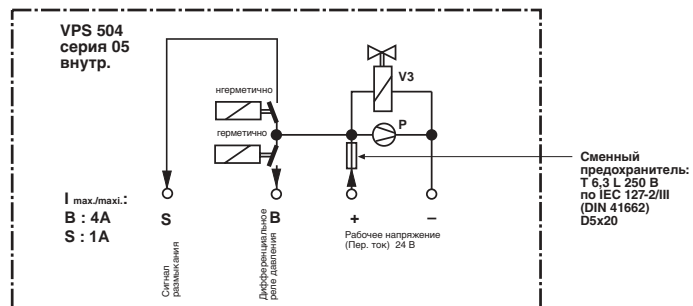 VPS 504
серия 05
внутр.
V3
нгерметично
P
герметично
Сменный
предохранитель:
T 6,3 L 250 В
по IEC 127-2/III
(DIN 41662)
D5x20
I max./maxi.:
B : 4A
S : 1A
S
B
+
–
Рабочее напряжение
(Пер. ток) 24 В
Сигнал
размыкания
Дифференциальное
реле давления